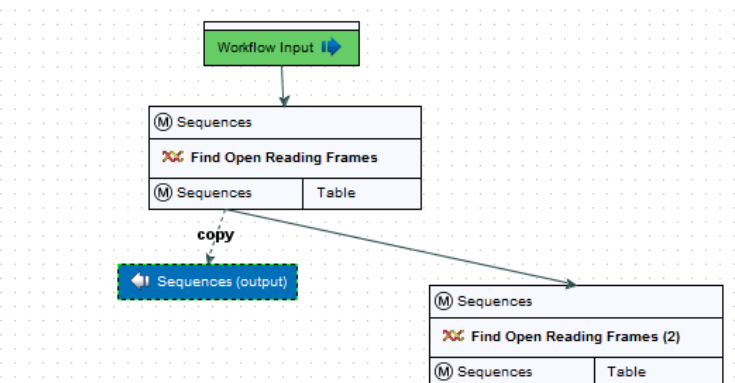 Workflow Input
M Sequences
Find Open Reading Frames
M Sequences Table
copy
Sequences (output)
M Sequences
Find Open Reading Frames (2)
M Sequences Table